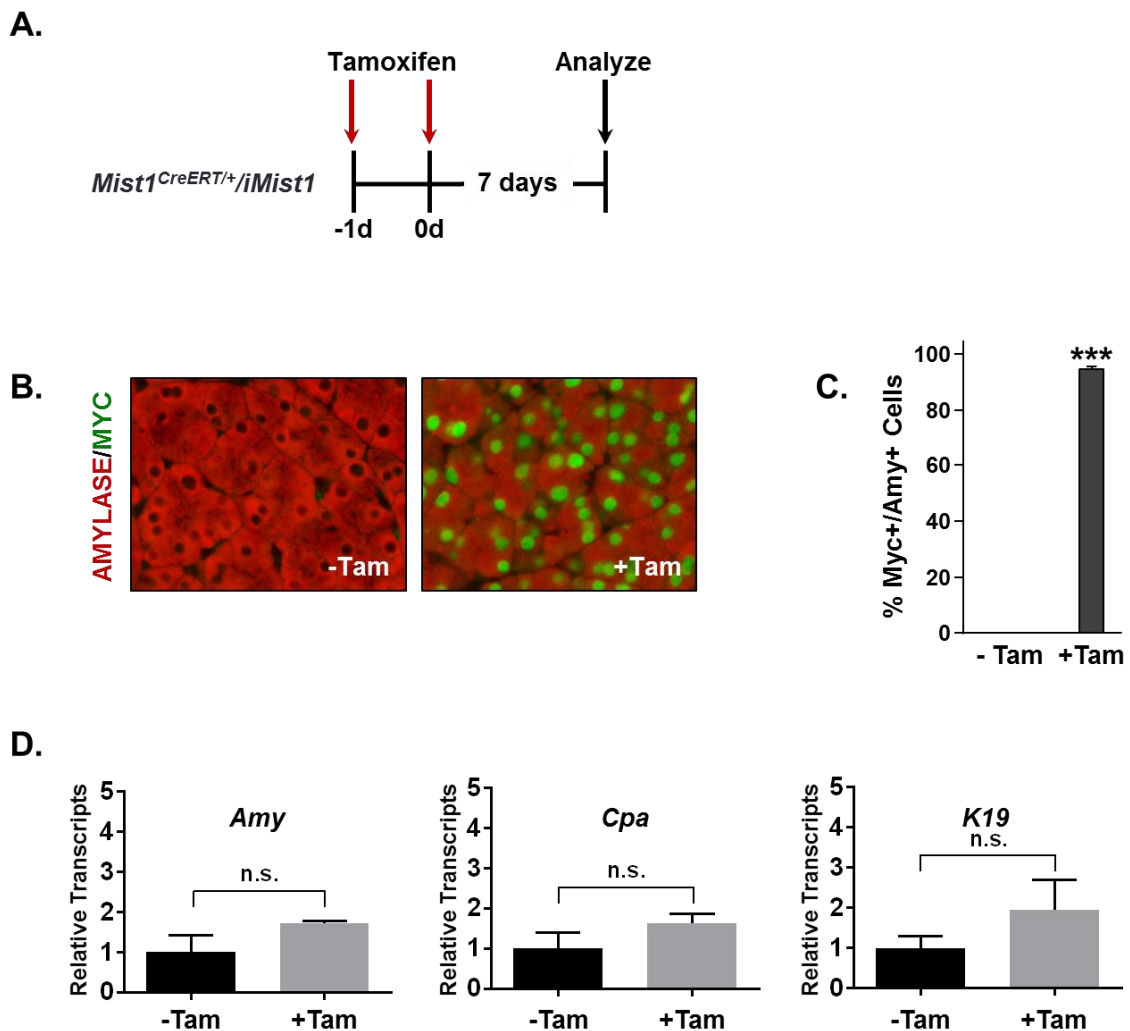 A.
Tamoxifen Analyze
Mist1CreERT/+/iMist1
7 days
-1d 0d
B.
AMYLASE/MYC
-Tam
+Tam
C.
% Myc+/Amy+ Cells
100
80
60
40
20
0
***
- Tam +Tam
D.
Relative Transcripts
5
4
3
2
1
0
Amy
n.s.
-Tam +Tam
Relative Transcripts
5
4
3
2
1
0
Cpa
n.s.
-Tam +Tam
Relative Transcripts
5
4
3
2
1
0
K19
n.s.
-Tam +Tam